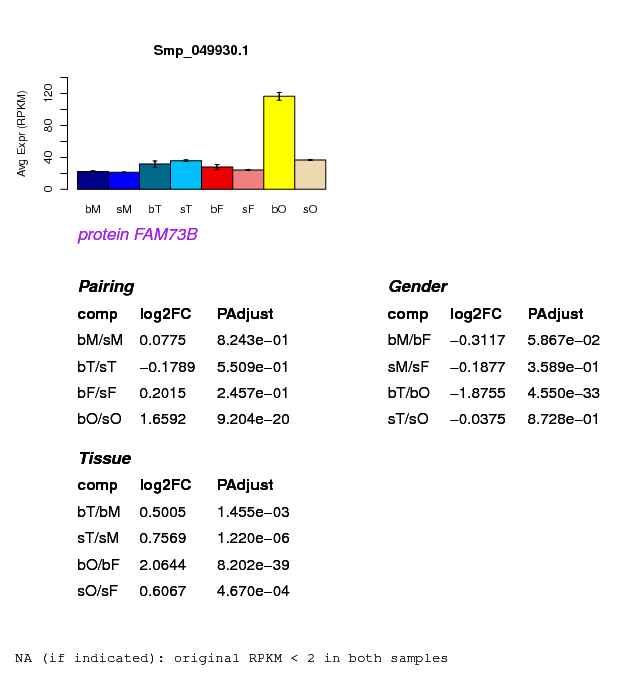 Smp_049930.1
Avg Expr (RPKM)
0 40 80 120
bM sM bT sT bF sF bO sO
protein FAM73B
Pairing
comp log2FC PAdjust
bM/sM 0.0775 8.243e−01
bT/sT −0.1789 5.509e−01
bF/sF 0.2015 2.457e−01
bO/sO 1.6592 9.204e−20
Gender
comp log2FC PAdjust
bM/bF −0.3117 5.867e−02
sM/sF −0.1877 3.589e−01
bT/bO −1.8755 4.550e−33
sT/sO −0.0375 8.728e−01
Tissue
comp log2FC PAdjust
bT/bM 0.5005 1.455e−03
sT/sM 0.7569 1.220e−06
bO/bF 2.0644 8.202e−39
sO/sF 0.6067 4.670e−04
NA (if indicated): original RPKM < 2 in both samples